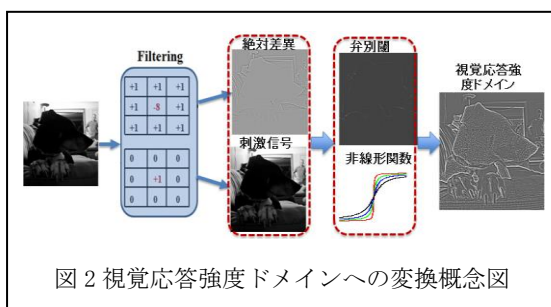 Filtering
+1 +1 +1
+1 -8 +1
+1 +1 +1
0 0 0
0 +1 0
0 0 0
絶対差異
刺激信号
弁別閾
非線形関数
視覚応答強
度ドメイン
図2 視覚応答強度ドメインへの変換概念図